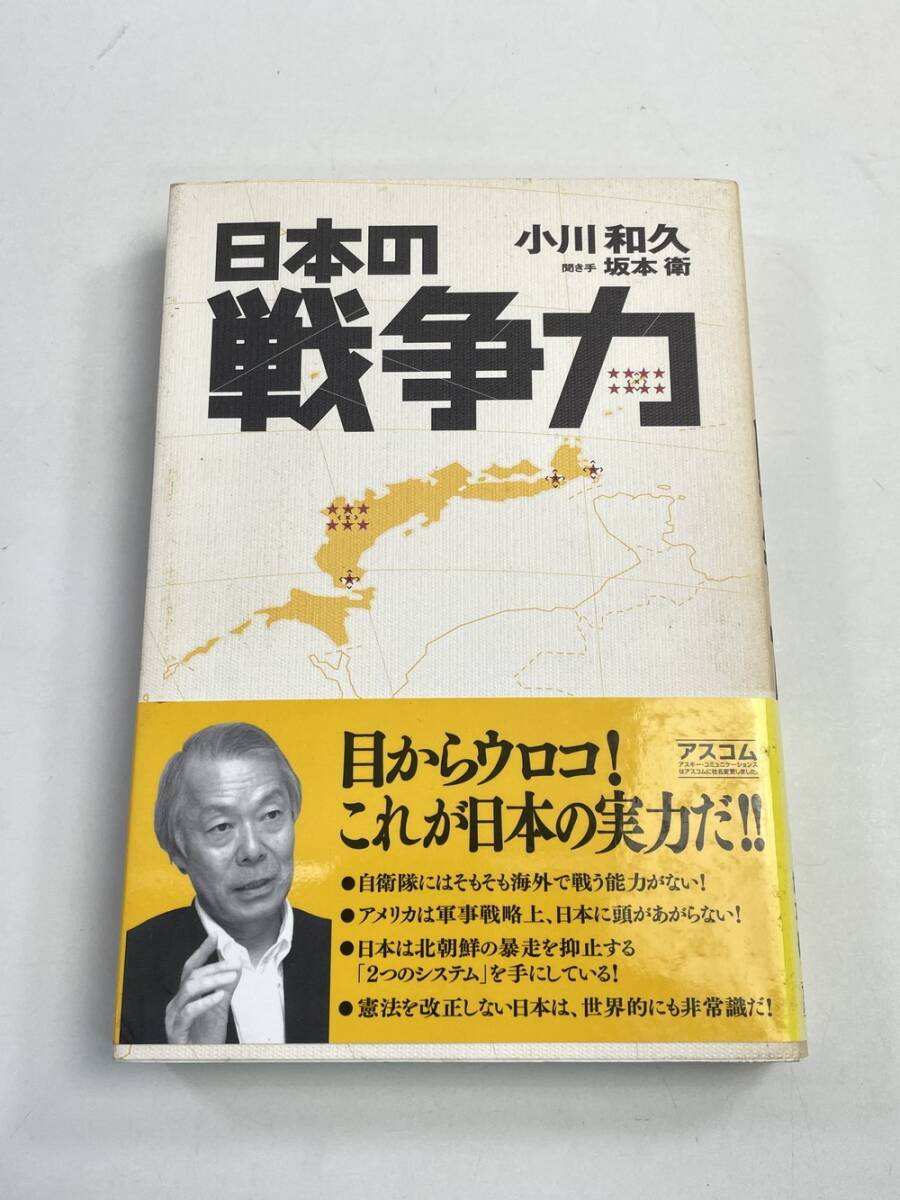 日本の
戦争力
小川 和久
聞き手 坂本 衛
目からウロコ!
これが日本の実力だ!!
アスコム
アスキー・コミュニケーションズ
はアスコムに社名変更しました。
●自衛隊にはそもそも海外で戦う能力がない!
●アメリカは軍事戦略上、日本に頭があがらない!
●日本は北朝鮮の暴走を抑止する
「2つのシステム」を手にしている!
●憲法を改正しない日本は、世界的にも非常識だ!